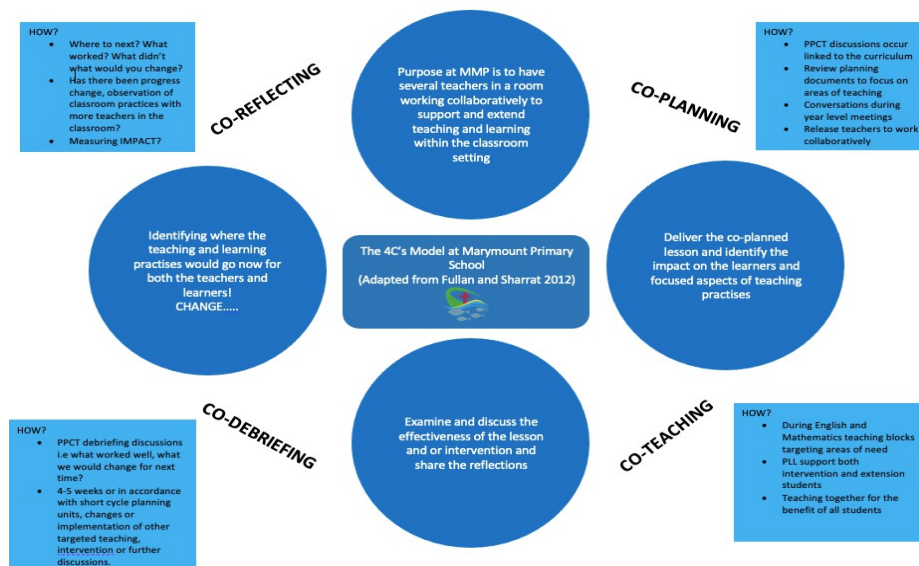 HOW?
• Where to next? What
worked? What didn't
what would you change?
• Has there been progress
change, observation of
classroom practices with
more teachers in the
classroom?
• Measuring IMPACT?
CO-REFLECTING
Purpose at MMP is to have
several teachers in a room
working collaboratively to
support and extend
teaching and learning
within the classroom
setting
CO-PLANNING
HOW?
• PPCT discussions occur
linked to the curriculum
• Review planning
documents to focus on
areas of teaching
• Conversations during
year level meetings
• Release teachers to work
collaboratively
Identifying where the
teaching and learning
practises would go now for
both the teachers and
learners!
CHANGE.....
The 4C's Model at Marymount Primary
School
(Adapted from Fullan and Sharrat 2012)
Deliver the co-planned
lesson and identify the
impact on the learners and
focused aspects of teaching
practises
HOW?
• PPCT debriefing discussions
i.e what worked well, what
we would change for next
time?
• 4-5 weeks or in accordance
with short cycle planning
units, changes or
implementation of other
targeted teaching,
intervention or further
discussions.
CO-DEBRIEFING
Examine and discuss the
effectiveness of the lesson
and or intervention and
share the reflections
CO-TEACHING
HOW?
• During English and
Mathematics teaching blocks
targeting areas of need
• PLL support both
intervention and extension
students
• Teaching together for the
benefit of all students